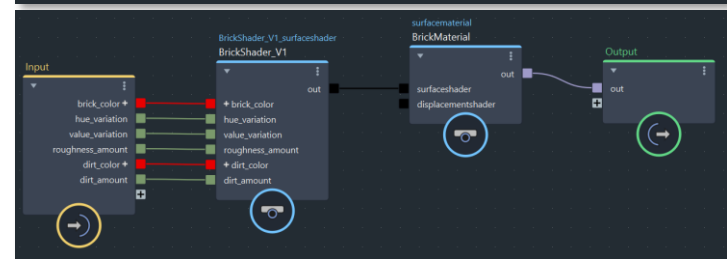 surfacematerial
BrickShader_V1_surfaceshader
BrickMaterial
BrickShader_V1
Output
Input
out
out
out
brick_color
brick_color
surfaceshader
hue_variation
hue_variation
displacementshader
value_variation
value_variation
roughness_amount
roughness_amount
dirt_color
dirt_color
dirt_amount
dirt_amount